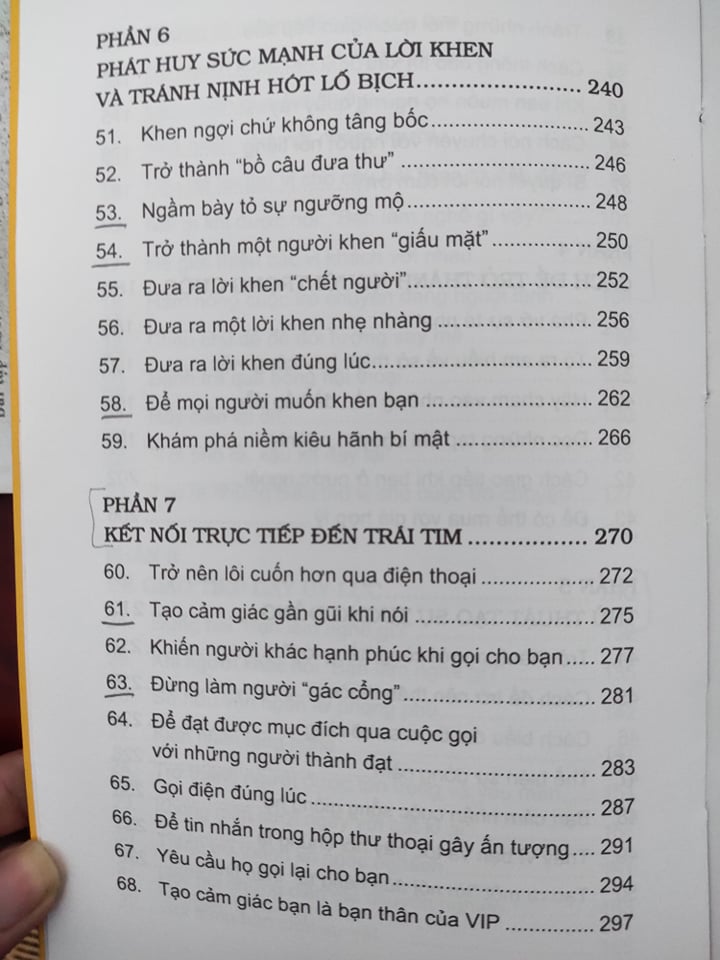 PHẦN 6
PHÁT HUY SỨC MẠNH CỦA LỜI KHEN
VÀ TRÁNH NỊNH HÓT LỐ BỊCH............................ 240
51. Khen ngợi chứ không tâng bốc............................ 243
52. Trở thành “bồ câu đưa thư”............................ 246
53. Ngầm bày tỏ sự ngưỡng mộ............................ 248
54. Trở thành một người khen “giấu mặt”................. 250
55. Đưa ra lời khen “chết người”............................ 252
56. Đưa ra một lời khen nhẹ nhàng......................... 256
57. Đưa ra lời khen đúng lúc................................... 259
58. Để mọi người muốn khen bạn........................... 262
59. Khám phá niềm kiêu hãnh bí mật....................... 266
PHẦN 7
KẾT NỐI TRỰC TIẾP ĐẾN TRÁI TIM.................. 270
60. Trở nên lôi cuốn hơn qua điện thoại................... 272
61. Tạo cảm giác gần gũi khi nói............................. 275
62. Khiến người khác hạnh phúc khi gọi cho bạn..... 277
63. Đừng làm người “gác cổng”............................... 281
64. Để đạt được mục đích qua cuộc gọi
với những người thành đạt................................ 283
65. Gọi điện đúng lúc.............................................. 287
66. Để tin nhắn trong hộp thư thoại gây ấn tượng.... 291
67. Yêu cầu họ gọi lại cho bạn................................. 294
68. Tạo cảm giác bạn là bạn thân của VIP............... 297